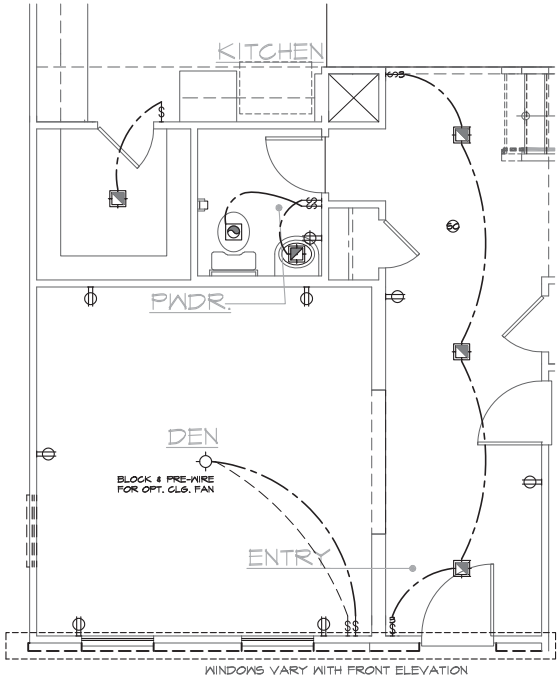 KITCHEN
PWDR.
DEN
BLOCK & PRE-WIRE
FOR OPT. CLG. FAN
ENTRY
WINDOWS VARY WITH FRONT ELEVATION